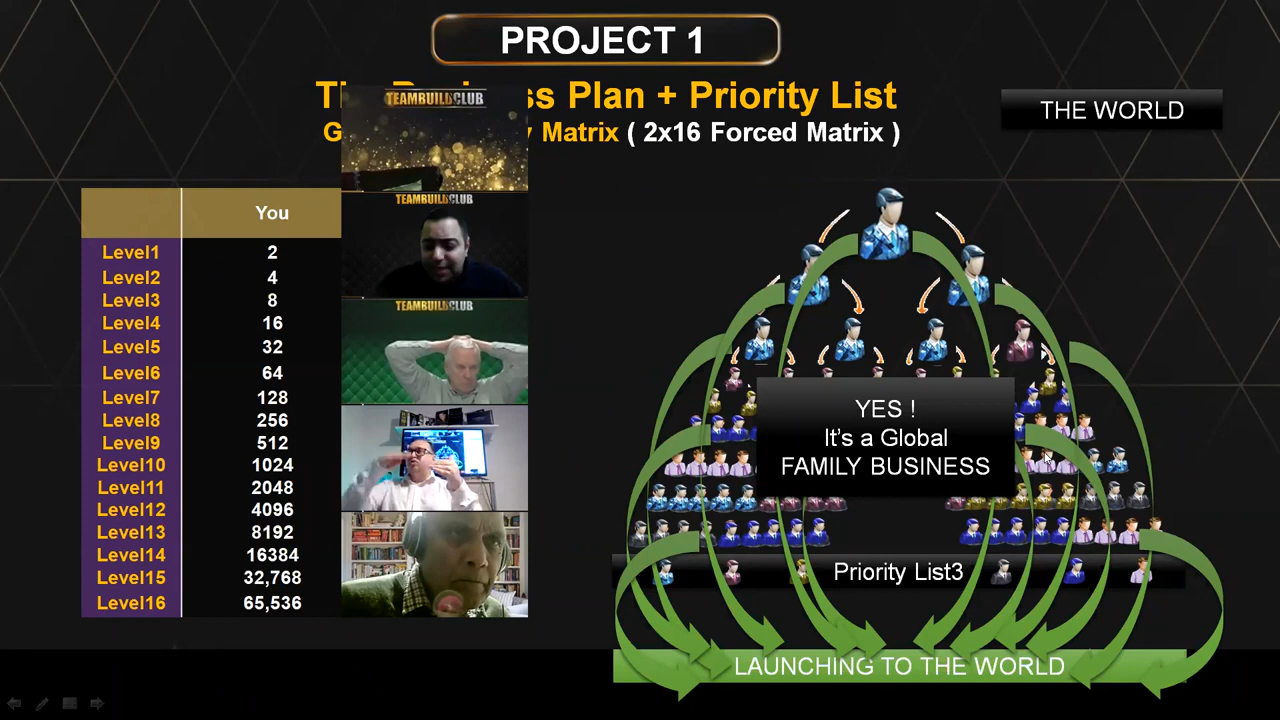 PROJECT 1
ss Plan + Priority List
Matrix ( 2x16 Forced Matrix )
THE WORLD
TEAMBUILDCLUB
TEAMBUILDCLUB
TEAMBUILDCLUB
You
Level1 2
Level2 4
Level3 8
Level4 16
Level5 32
Level6 64
Level7 128
Level8 256
Level9 512
Level10 1024
Level11 2048
Level12 4096
Level13 8192
Level14 16384
Level15 32,768
Level16 65,536
YES !
It's a Global
FAMILY BUSINESS
Priority List3
LAUNCHING TO THE WORLD